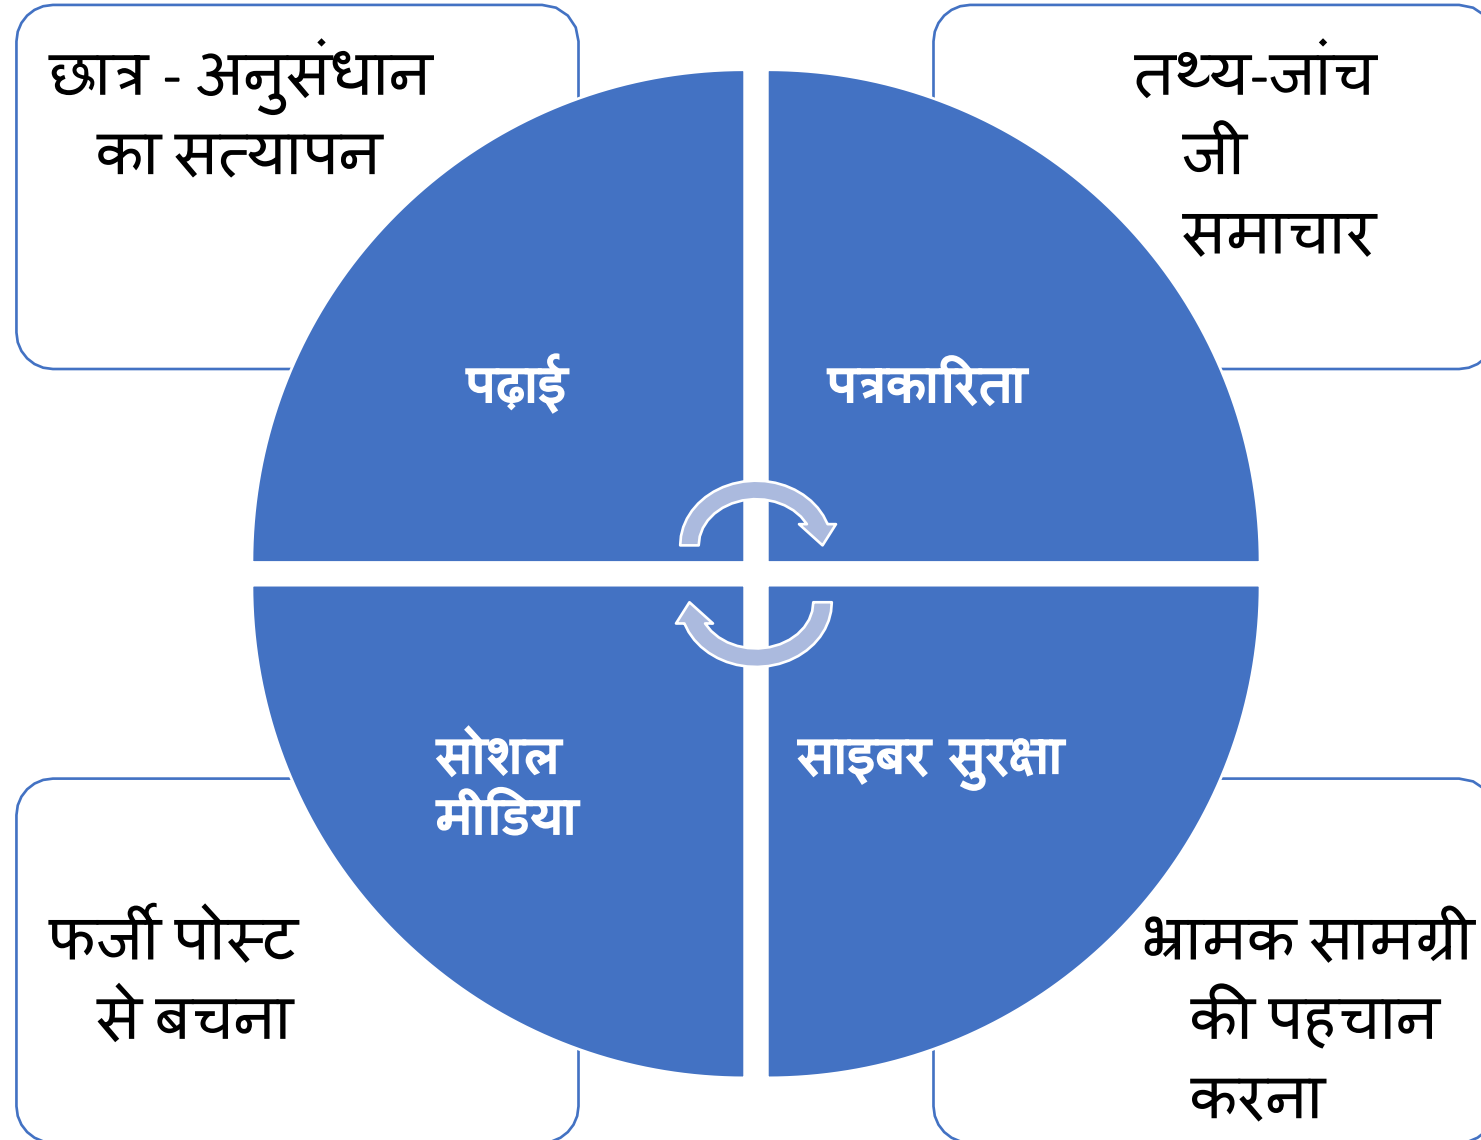 छात्र - अनुसंधान
का सत्यापन
तथ्य-जांच
जी
समाचार
पढ़ाई
पत्रकारिता
सोशल
मीडिया
साइबर सुरक्षा
फर्जी पोस्ट
से बचना
भ्रामक सामग्री
की पहचान
करना